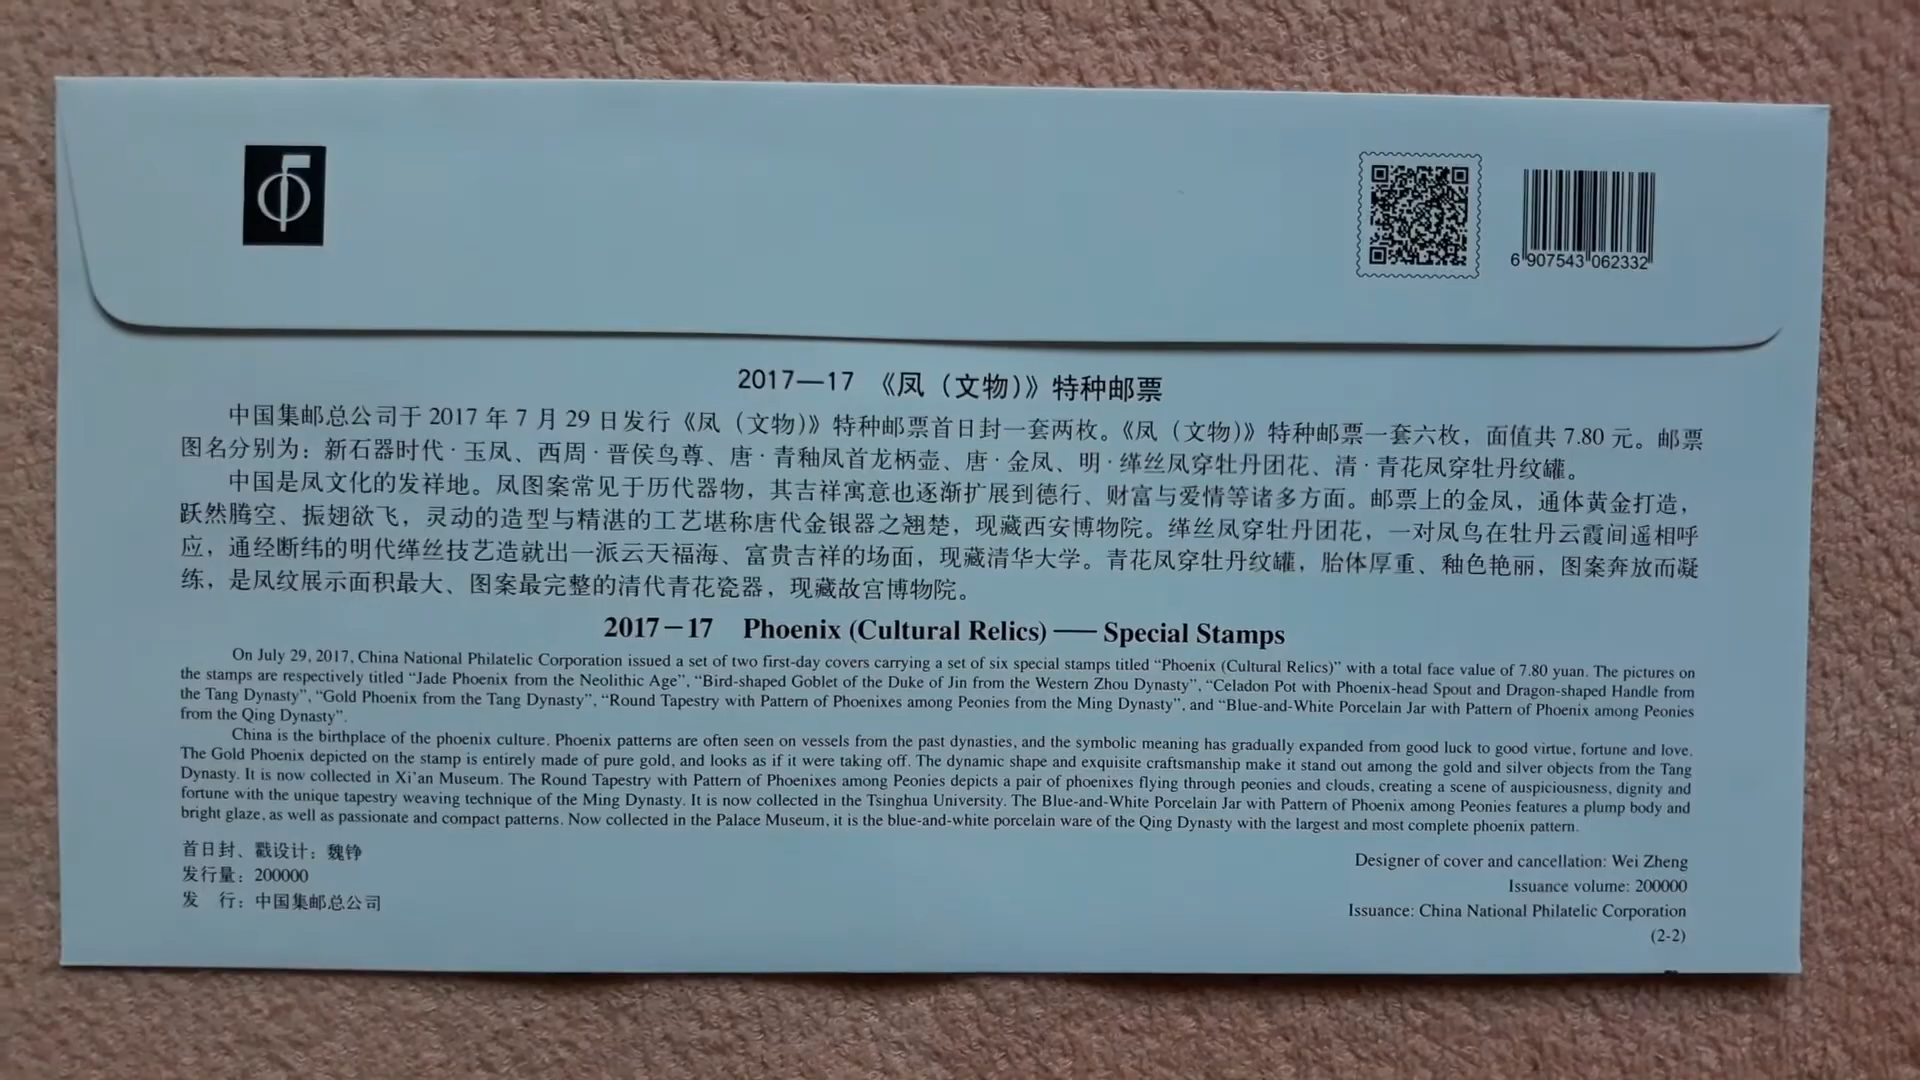 6 907543 062332
2017—17 《凤（文物）》特种邮票
中国集邮总公司于 2017 年 7 月 29 日发行《凤（文物）》特种邮票首日封一套两枚。《凤（文物）》特种邮票一套六枚，面值共 7.80 元。邮票
图名分别为：新石器时代·玉凤、西周·晋侯鸟尊、唐·青釉凤首龙柄壶、唐·金凤、明·缂丝凤穿牡丹团花、清·青花凤穿牡丹纹罐。
中国是凤文化的发祥地。凤图案常见于历代器物，其吉祥寓意也逐渐扩展到德行、财富与爱情等诸多方面。邮票上的金凤，通体黄金打造，
跃然腾空、振翅欲飞，灵动的造型与精湛的工艺堪称唐代金银器之翘楚，现藏西安博物院。缂丝凤穿牡丹团花，一对凤鸟在牡丹云霞间遥相呼
应，通经断纬的明代缂丝技艺造就出一派云天福海、富贵吉祥的场面，现藏清华大学。青花凤穿牡丹纹罐，胎体厚重、釉色艳丽，图案奔放而凝
练，是凤纹展示面积最大、图案最完整的清代青花瓷器，现藏故宫博物院。
2017－17 Phoenix (Cultural Relics) —— Special Stamps
On July 29, 2017, China National Philatelic Corporation issued a set of two first-day covers carrying a set of six special stamps titled “Phoenix (Cultural Relics)” with a total face value of 7.80 yuan. The pictures on
the stamps are respectively titled “Jade Phoenix from the Neolithic Age”, “Bird-shaped Goblet of the Duke of Jin from the Western Zhou Dynasty”, “Celadon Pot with Phoenix-head Spout and Dragon-shaped Handle from
the Tang Dynasty”, “Gold Phoenix from the Tang Dynasty”, “Round Tapestry with Pattern of Phoenixes among Peonies from the Ming Dynasty”, and “Blue-and-White Porcelain Jar with Pattern of Phoenix among Peonies
from the Qing Dynasty”.
China is the birthplace of the phoenix culture. Phoenix patterns are often seen on vessels from the past dynasties, and the symbolic meaning has gradually expanded from good luck to good virtue, fortune and love.
The Gold Phoenix depicted on the stamp is entirely made of pure gold, and looks as if it were taking off. The dynamic shape and exquisite craftsmanship make it stand out among the gold and silver objects from the Tang
Dynasty. It is now collected in Xi’an Museum. The Round Tapestry with Pattern of Phoenixes among Peonies depicts a pair of phoenixes flying through peonies and clouds, creating a scene of auspiciousness, dignity and
fortune with the unique tapestry weaving technique of the Ming Dynasty. It is now collected in the Tsinghua University. The Blue-and-White Porcelain Jar with Pattern of Phoenix among Peonies features a plump body and
bright glaze, as well as passionate and compact patterns. Now collected in the Palace Museum, it is the blue-and-white porcelain ware of the Qing Dynasty with the largest and most complete phoenix pattern.
首日封、戳设计：魏铮
发行量：200000
发　行：中国集邮总公司
Designer of cover and cancellation: Wei Zheng
Issuance volume: 200000
Issuance: China National Philatelic Corporation
(2-2)